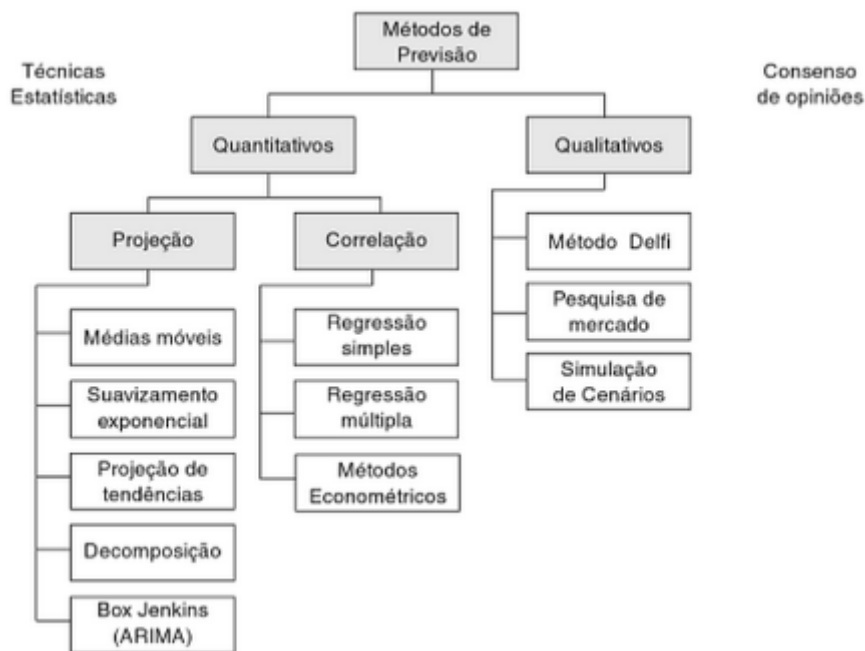 Métodos de
Previsão
Técnicas
Estatísticas
Consenso
de opiniões
Quantitativos
Qualitativos
Projeção
Correlação
Método Delfi
Pesquisa de
mercado
Simulação
de Cenários
Médias móveis
Suavizamento
exponencial
Projeção de
tendências
Decomposição
Box Jenkins
(ARIMA)
Regressão
simples
Regressão
múltipla
Métodos
Econométricos